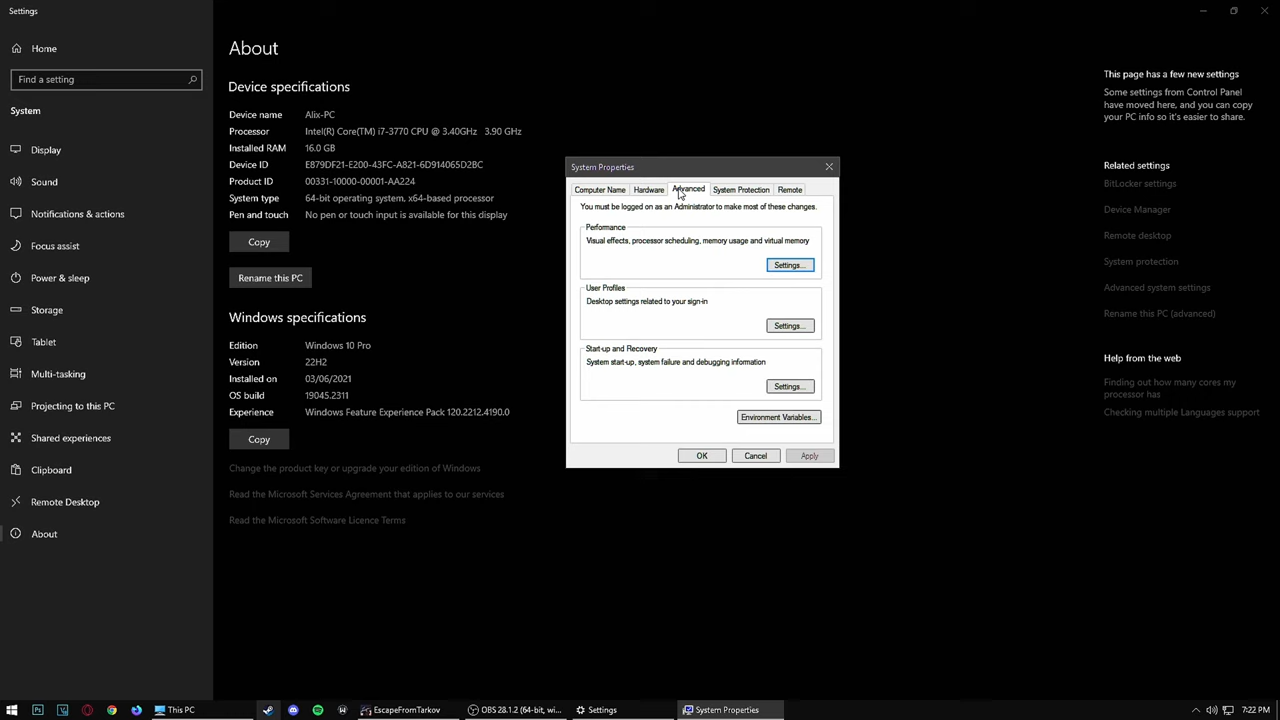 Settings
Home
Find a setting
System
Display
Sound
Notifications & actions
Focus assist
Power & sleep
Storage
Tablet
Multi-tasking
Projecting to this PC
Shared experiences
Clipboard
Remote Desktop
About
About
Device specifications
Device name Alix-PC
Processor Intel(R) Core(TM) i7-3770 CPU @ 3.40GHz 3.90 GHz
Installed RAM 16.0 GB
Device ID E879DF21-E200-43FC-A821-6D914065D2BC
Product ID 00331-10000-00001-AA224
System type 64-bit operating system, x64-based processor
Pen and touch No pen or touch input is available for this display
Copy
Rename this PC
Windows specifications
Edition Windows 10 Pro
Version 22H2
Installed on 03/06/2021
OS build 19045.2311
Experience Windows Feature Experience Pack 120.2212.4190.0
Copy
Change the product key or upgrade your edition of Windows
Read the Microsoft Services Agreement that applies to our services
Read the Microsoft Software Licence Terms
System Properties
Computer Name Hardware Advanced System Protection Remote
You must be logged on as an Administrator to make most of these changes.
Performance
Visual effects, processor scheduling, memory usage and virtual memory
Settings...
User Profiles
Desktop settings related to your sign-in
Settings...
Start-up and Recovery
System start-up, system failure and debugging information
Settings...
Environment Variables...
OK Cancel Apply
This page has a few new settings
Some settings from Control Panel
have moved here, and you can copy
your PC info so it's easier to share.
Related settings
BitLocker settings
Device Manager
Remote desktop
System protection
Advanced system settings
Rename this PC (advanced)
Help from the web
Finding out how many cores my
processor has
Checking multiple Languages support
This PC EscapeFromTarkov OBS 28.1.2 (64-bit, wi... Settings System Properties 7:22 PM